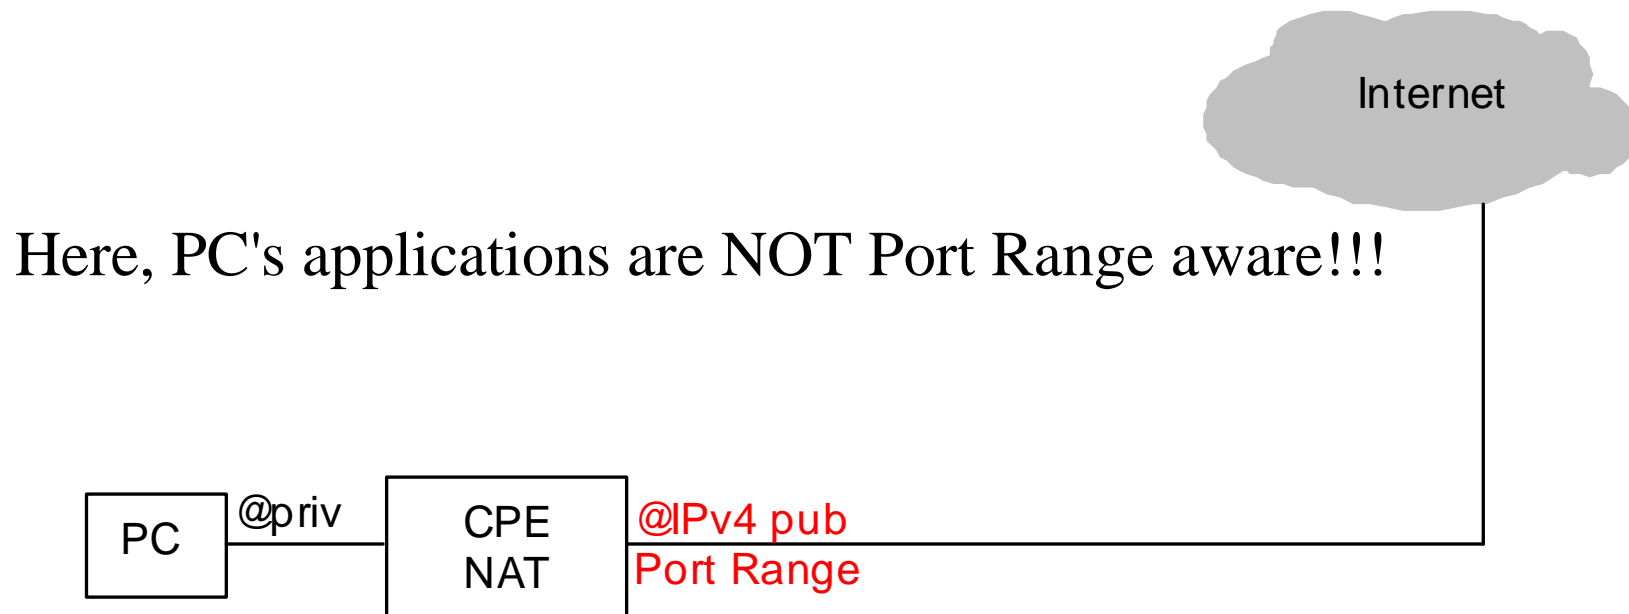 Internet
Here, PC's applications are NOT Port Range aware!!!
PC
@priv
CPE
NAT
@IPv4 pub
Port Range